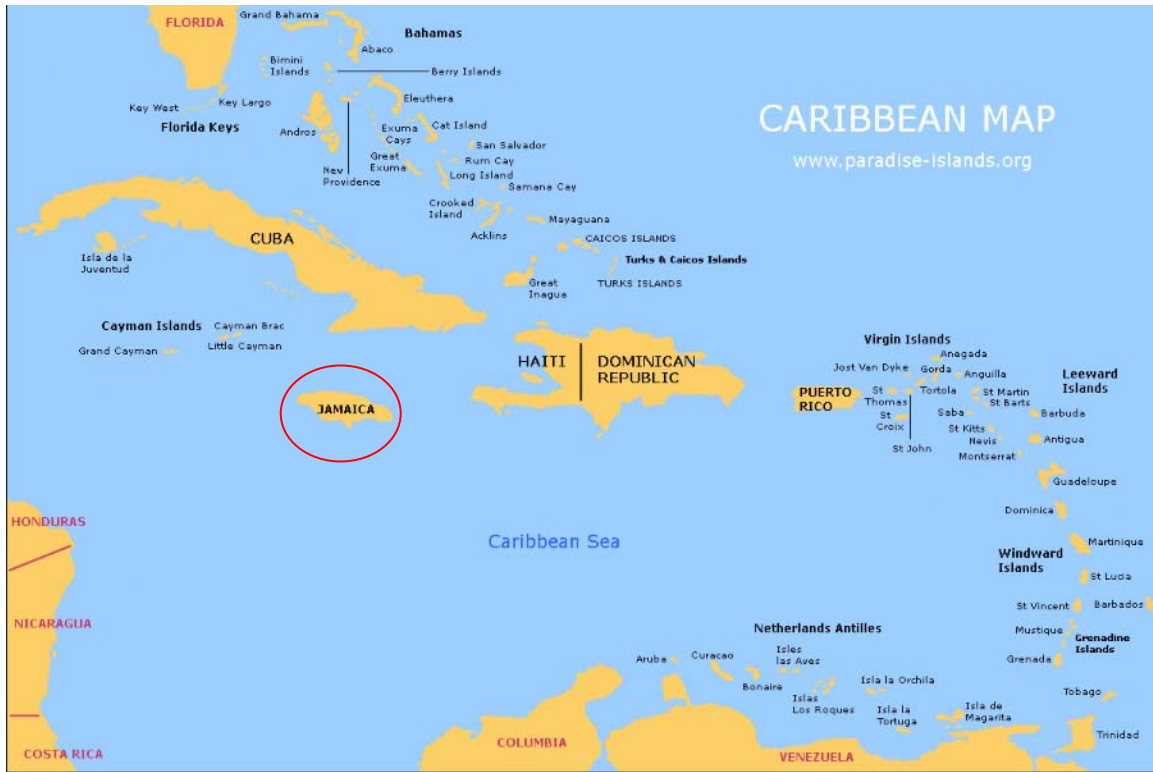 FLORIDA
Grand Bahama
Bahamas
Abaco
Bimini
Islands
Berry Islands
Key West
Key Largo
Florida Keys
Eleuthera
Andros
Exuma
Cays
Cat Island
San Salvador
Great
Exuma
Rum Cay
New
Providence
Long Island
Samana Cay
Crooked
Island
Mayaguana
Acklins
CARIBBEAN MAP
www.paradise-islands.org
CUBA
Isla de la
Juventud
CAICOS ISLANDS
Turks & Caicos Islands
Great
Inagua
TURKS ISLANDS
Cayman Islands
Cayman Brac
Grand Cayman
Little Cayman
HAITI
DOMINICAN
REPUBLIC
JAMAICA
Virgin Islands
Anegada
Jost Van Dyke
Gorda
Anguilla
Leeward
Islands
PUERTO
RICO
St
Thomas
Tortola
St Martin
St Barts
St
Croix
Saba
Barbuda
St Kitts
Nevis
Antigua
St John
Montserrat
Guadeloupe
Dominica
HONDURAS
Caribbean Sea
Martinique
Windward
Islands
St Lucia
NICARAGUA
St Vincent
Barbados
Mustique
Grenadine
Islands
Grenada
Netherlands Antilles
Aruba
Curacao
Isles
las Aves
Bonaire
Islas
Los Roques
Isla la Orchila
Isla la
Tortuga
Isla de
Magarita
Tobago
Trinidad
COSTA RICA
COLUMBIA
VENEZUELA